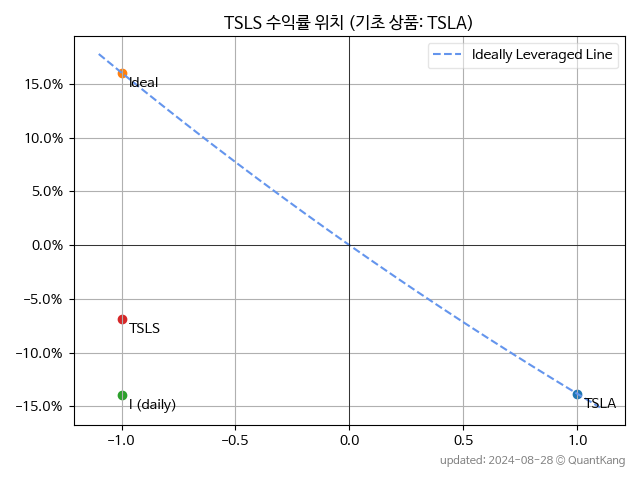 TSLS 수익률 위치 (기초 상품: TSLA)
Ideally Leveraged Line
15.0%
10.0%
5.0%
0.0%
−5.0%
−10.0%
−15.0%
Ideal
TSLS
I (daily)
TSLA
−1.0
−0.5
0.0
0.5
1.0
updated: 2024-08-28 © QuantKang